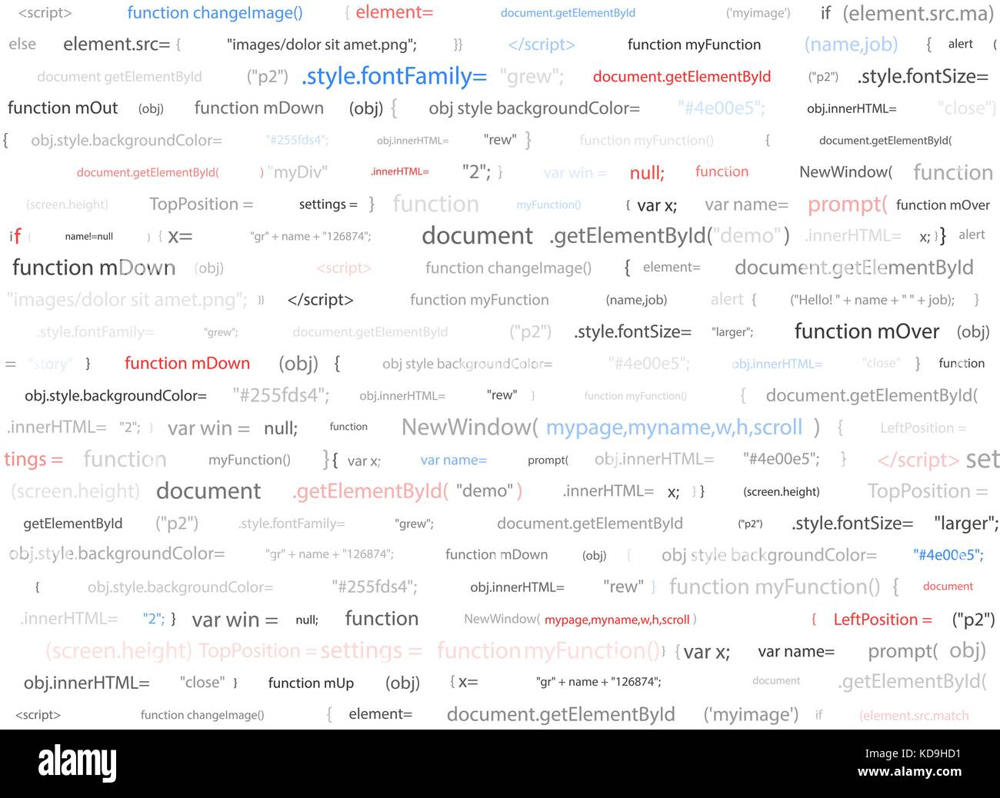 <script> function changeImage() { element= document.getElementById ('myimage') if (element.src.ma)
else element.src= { "images/dolor sit amet.png"; }} </script> function myFunction (name,job) { alert (
document getElementById ("p2") .style.fontFamily= "grew"; document.getElementById ("p2") .style.fontSize=
function mOut (obj) function mDown (obj) { obj style backgroundColor= "#4e00e5"; obj.innerHTML= "close"}
{ obj.style.backgroundColor= "#255fds4"; obj.innerHTML= "rew" } function myFunction() { document.getElementById(
document.getElementById( ) "myDiv" .innerHTML= "2"; } var win = null; function NewWindow( function
(screen.height) TopPosition = settings = } function myFunction() { var x; var name= prompt( function mOver
if ( name!=null ) { x= "gr" + name + "126874"; document .getElementById("demo") .innerHTML= x; } } alert
function mDown (obj) <script> function changeImage() { element= document.getElementById
"images/dolor sit amet.png"; }} </script> function myFunction (name,job) alert { ("Hello! " + name + " " + job); }
.style.fontFamily= "grew"; document.getElementById ("p2") .style.fontSize= "larger"; function mOver (obj)
= "story" } function mDown (obj) { obj style backgroundColor= "#4e00e5"; obj.innerHTML= "close" } function
obj.style.backgroundColor= "#255fds4"; obj.innerHTML= "rew" } function myFunction() { document.getElementById(
.innerHTML= "2"; } var win = null; function NewWindow( mypage,myname,w,h,scroll ) { LeftPosition =
tings = function myFunction() } { var x; var name= prompt( obj.innerHTML= "#4e00e5"; } </script> set
(screen.height) document .getElementById( "demo" ) .innerHTML= x; } } (screen.height) TopPosition =
getElementById ("p2") .style.fontFamily= "grew"; document.getElementById ("p2") .style.fontSize= "larger";
obj.style.backgroundColor= "gr" + name + "126874"; function mDown (obj) { obj style backgroundColor= "#4e00e5";
{ obj.style.backgroundColor= "#255fds4"; obj.innerHTML= "rew" } function myFunction() { document
.innerHTML= "2"; } var win = null; function NewWindow( mypage,myname,w,h,scroll ) { LeftPosition = ("p2")
(screen.height) TopPosition = settings = function myFunction() } { var x; var name= prompt( obj)
obj.innerHTML= "close" } function mUp (obj) { x= "gr" + name + "126874"; document .getElementById(
<script> function changeImage() { element= document.getElementById ('myimage') if (element.src.match
alamy
Image ID: KD9HD1
www.alamy.com